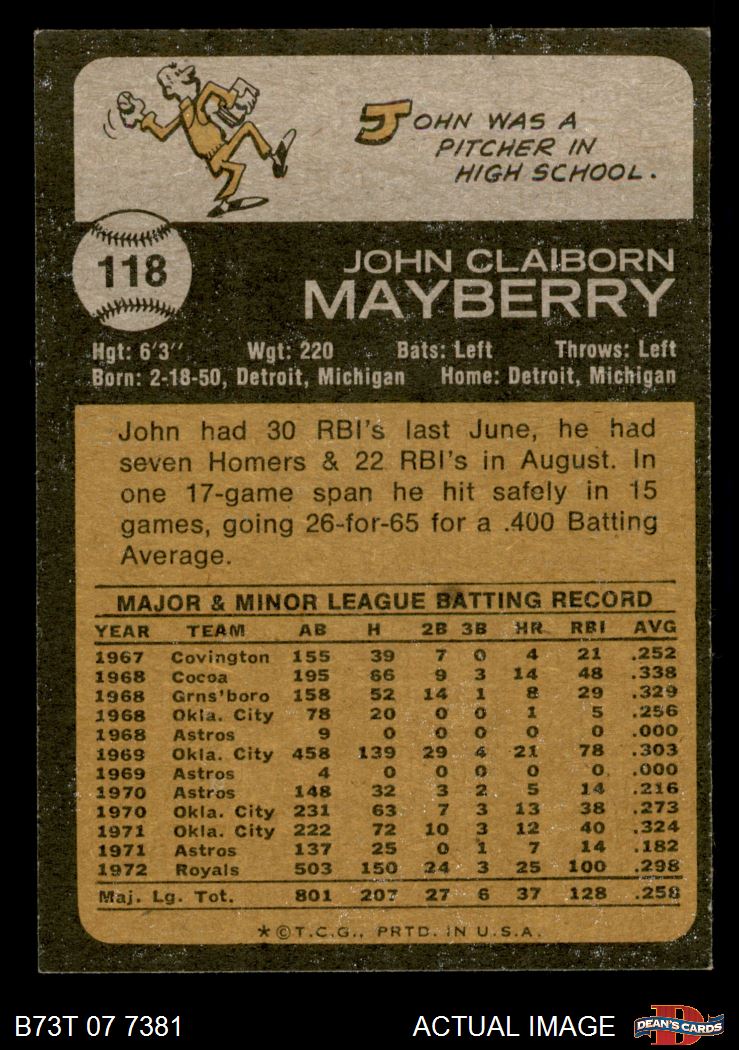 JOHN WAS A
PITCHER IN
HIGH SCHOOL.
118
JOHN CLAIBORN
MAYBERRY
Hgt: 6'3" Wgt: 220 Bats: Left Throws: Left
Born: 2-18-50, Detroit, Michigan Home: Detroit, Michigan
John had 30 RBI's last June, he had
seven Homers & 22 RBI's in August. In
one 17-game span he hit safely in 15
games, going 26-for-65 for a .400 Batting
Average.
MAJOR & MINOR LEAGUE BATTING RECORD
YEAR TEAM AB H 2B 3B HR RBI AVG
1967 Covington 155 39 7 0 4 21 .252
1968 Cocoa 195 66 9 3 14 48 .338
1968 Grns'boro 158 52 14 1 8 29 .329
1968 Okla. City 78 20 0 0 1 5 .256
1968 Astros 9 0 0 0 0 0 .000
1969 Okla. City 458 139 29 4 21 78 .303
1969 Astros 4 0 0 0 0 0 .000
1970 Astros 148 32 3 2 5 14 .216
1970 Okla. City 231 63 7 3 13 38 .273
1971 Okla. City 222 72 10 3 12 40 .324
1971 Astros 137 25 0 1 7 14 .182
1972 Royals 503 150 24 3 25 100 .298
Maj. Lg. Tot. 801 207 27 6 37 128 .258
*©T.C.G., PRTD. IN U.S.A.
B73T 07 7381 ACTUAL IMAGE
D
DEAN'S CARDS